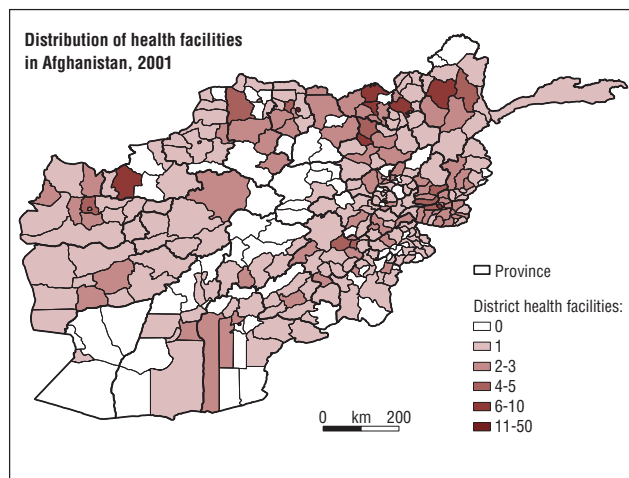 Distribution of health facilities
in Afghanistan, 2001
Province
District health facilities:
0
1
2-3
4-5
6-10
11-50
0 km 200